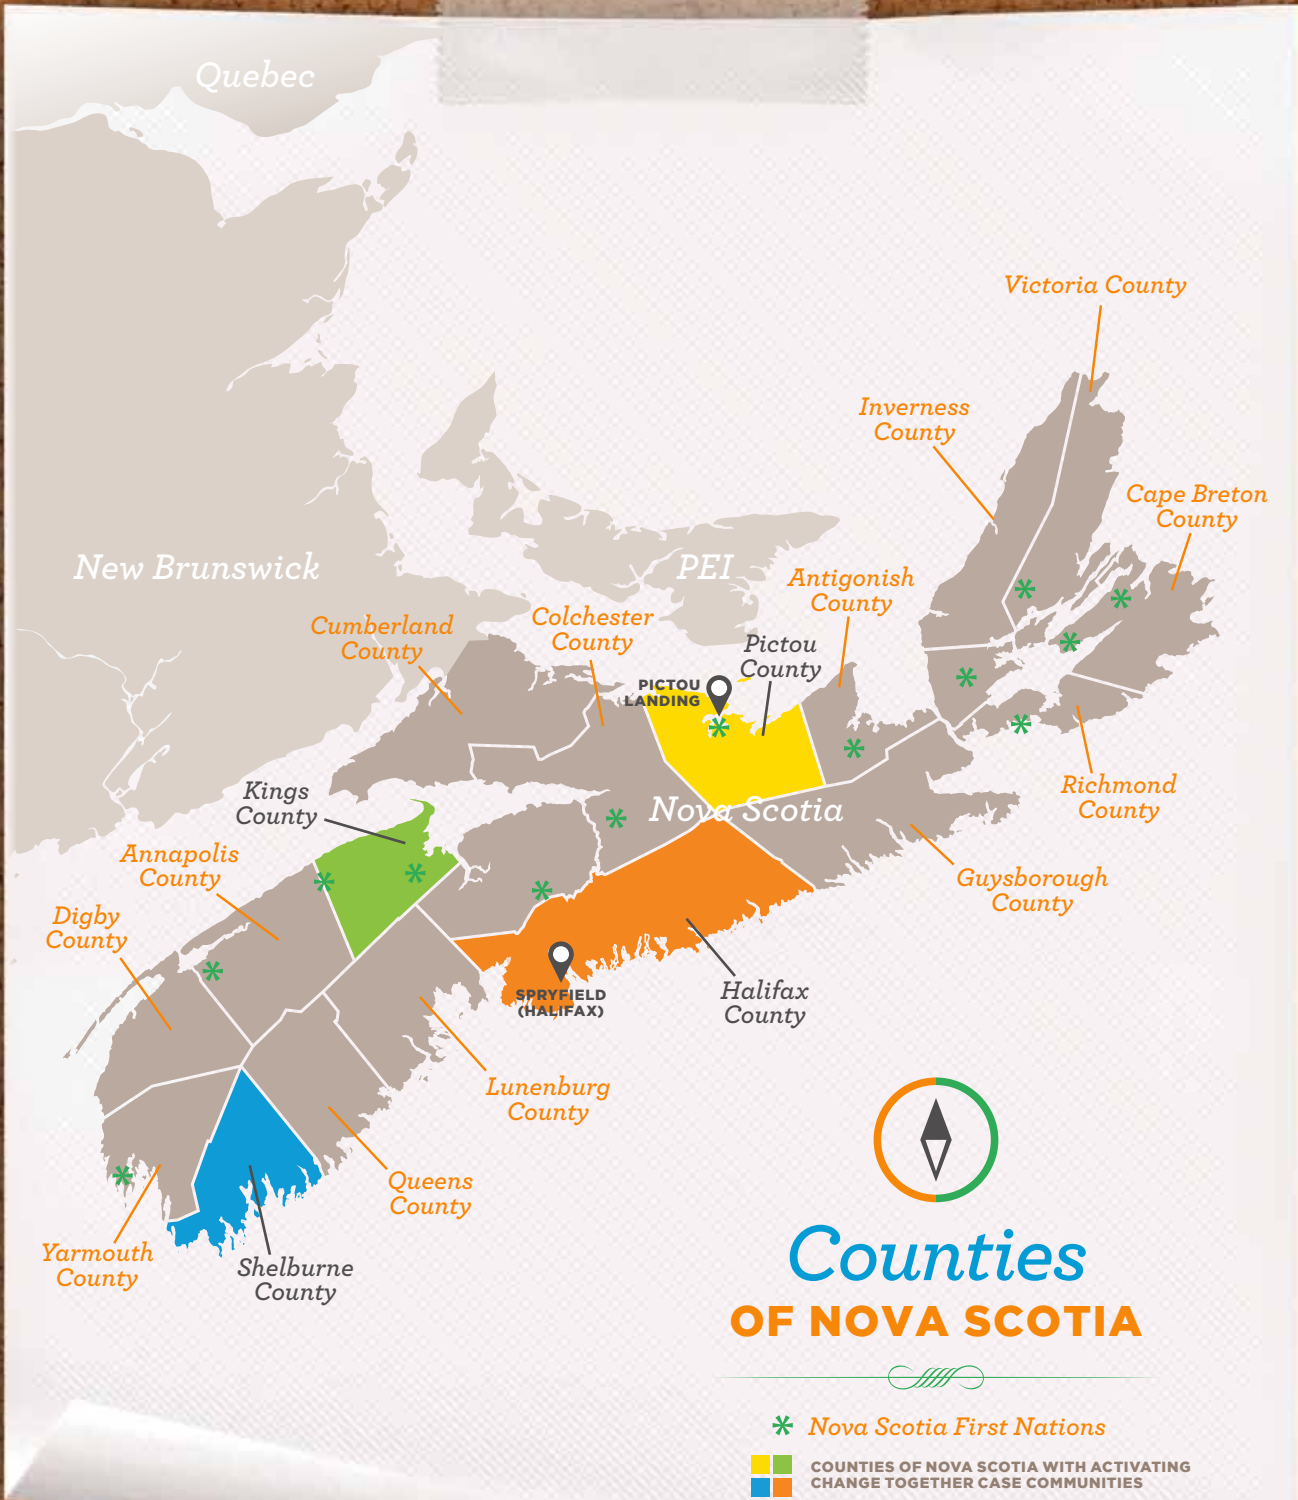 Quebec
Victoria County
Inverness
County
Cape Breton
County
New Brunswick
PEI
Antigonish
County
Colchester
County
Cumberland
County
Pictou
County
PICTOU
LANDING
Richmond
County
Kings
County
Nova Scotia
Annapolis
County
Guysborough
County
Digby
County
SPRYFIELD
(HALIFAX)
Halifax
County
Lunenburg
County
Queens
County
Yarmouth
County
Shelburne
County
Counties
OF NOVA SCOTIA
Nova Scotia First Nations
COUNTIES OF NOVA SCOTIA WITH ACTIVATING
CHANGE TOGETHER CASE COMMUNITIES